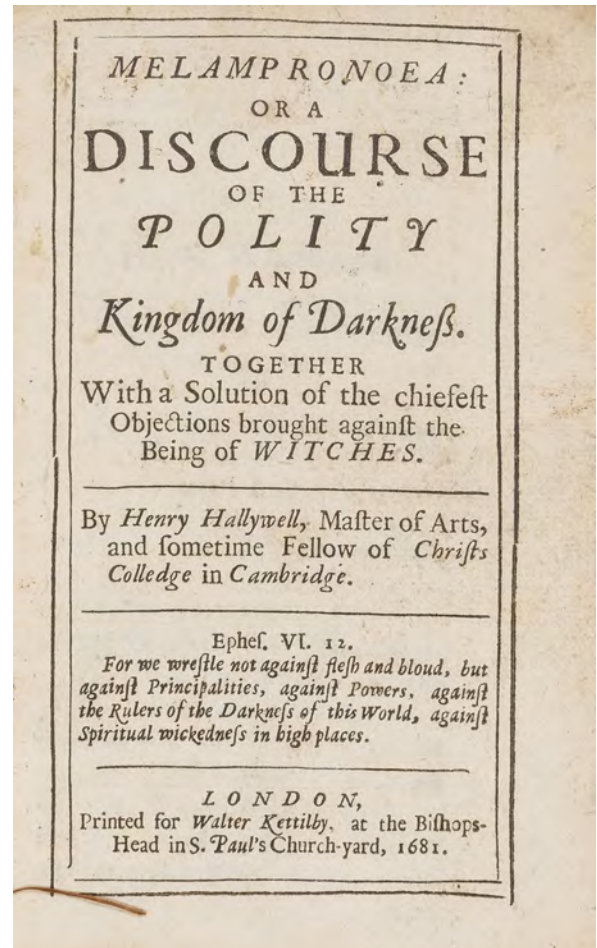 MELAMPRONOEA:
OR A
DISCOURSE
OF THE
POLITY
AND
Kingdom of Darkneß.
TOGETHER
With a Solution of the chiefeſt
Objections brought againſt the
Being of WITCHES.
By Henry Hallywell, Maſter of Arts,
and ſometime Fellow of Chriſts
Colledge in Cambridge.
Epheſ. VI. 12.
For we wreſtle not againſt fleſh and bloud, but
againſt Principalities, againſt Powers, againſt
the Rulers of the Darkneſs of this World, againſt
Spiritual wickedneſs in high places.
LONDON,
Printed for Walter Kettilby, at the Biſhops-
Head in S. Paul's Church-yard, 1681.